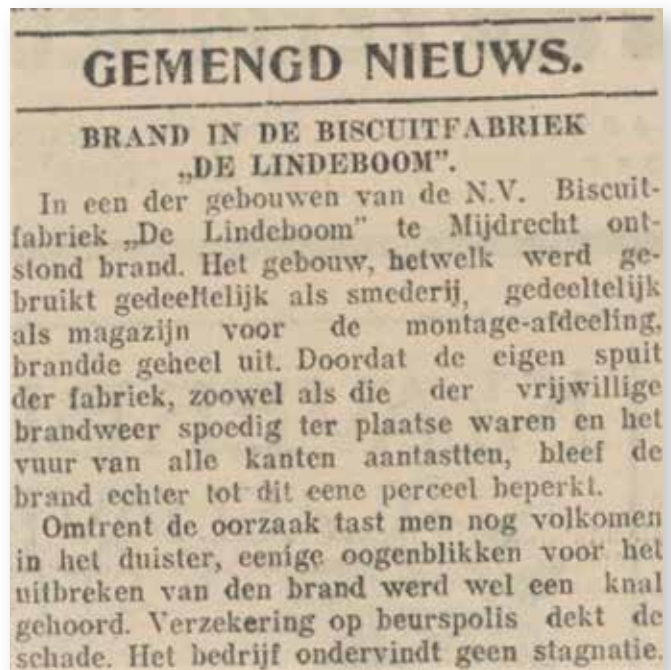 GEMENGD NIEUWS.
BRAND IN DE BISCUITFABRIEK
„DE LINDEBOOM”.
In een der gebouwen van de N.V. Biscuit-
fabriek „De Lindeboom” te Mijdrecht ont-
stond brand. Het gebouw, hetwelk werd ge-
bruikt gedeeltelijk als smederij, gedeeltelijk
als magazijn voor de montage-afdeeling,
brandde geheel uit. Doordat de eigen spuit
der fabriek, zoowel als die der vrijwillige
brandweer spoedig ter plaatse waren en het
vuur van alle kanten aantastten, bleef de
brand echter tot dit eene perceel beperkt.
Omtrent de oorzaak tast men nog volkomen
in het duister, eenige oogenblikken voor het
uitbreken van den brand werd wel een knal
gehoord. Verzekering op beurspolis dekt de
schade. Het bedrijf ondervindt geen stagnatie.